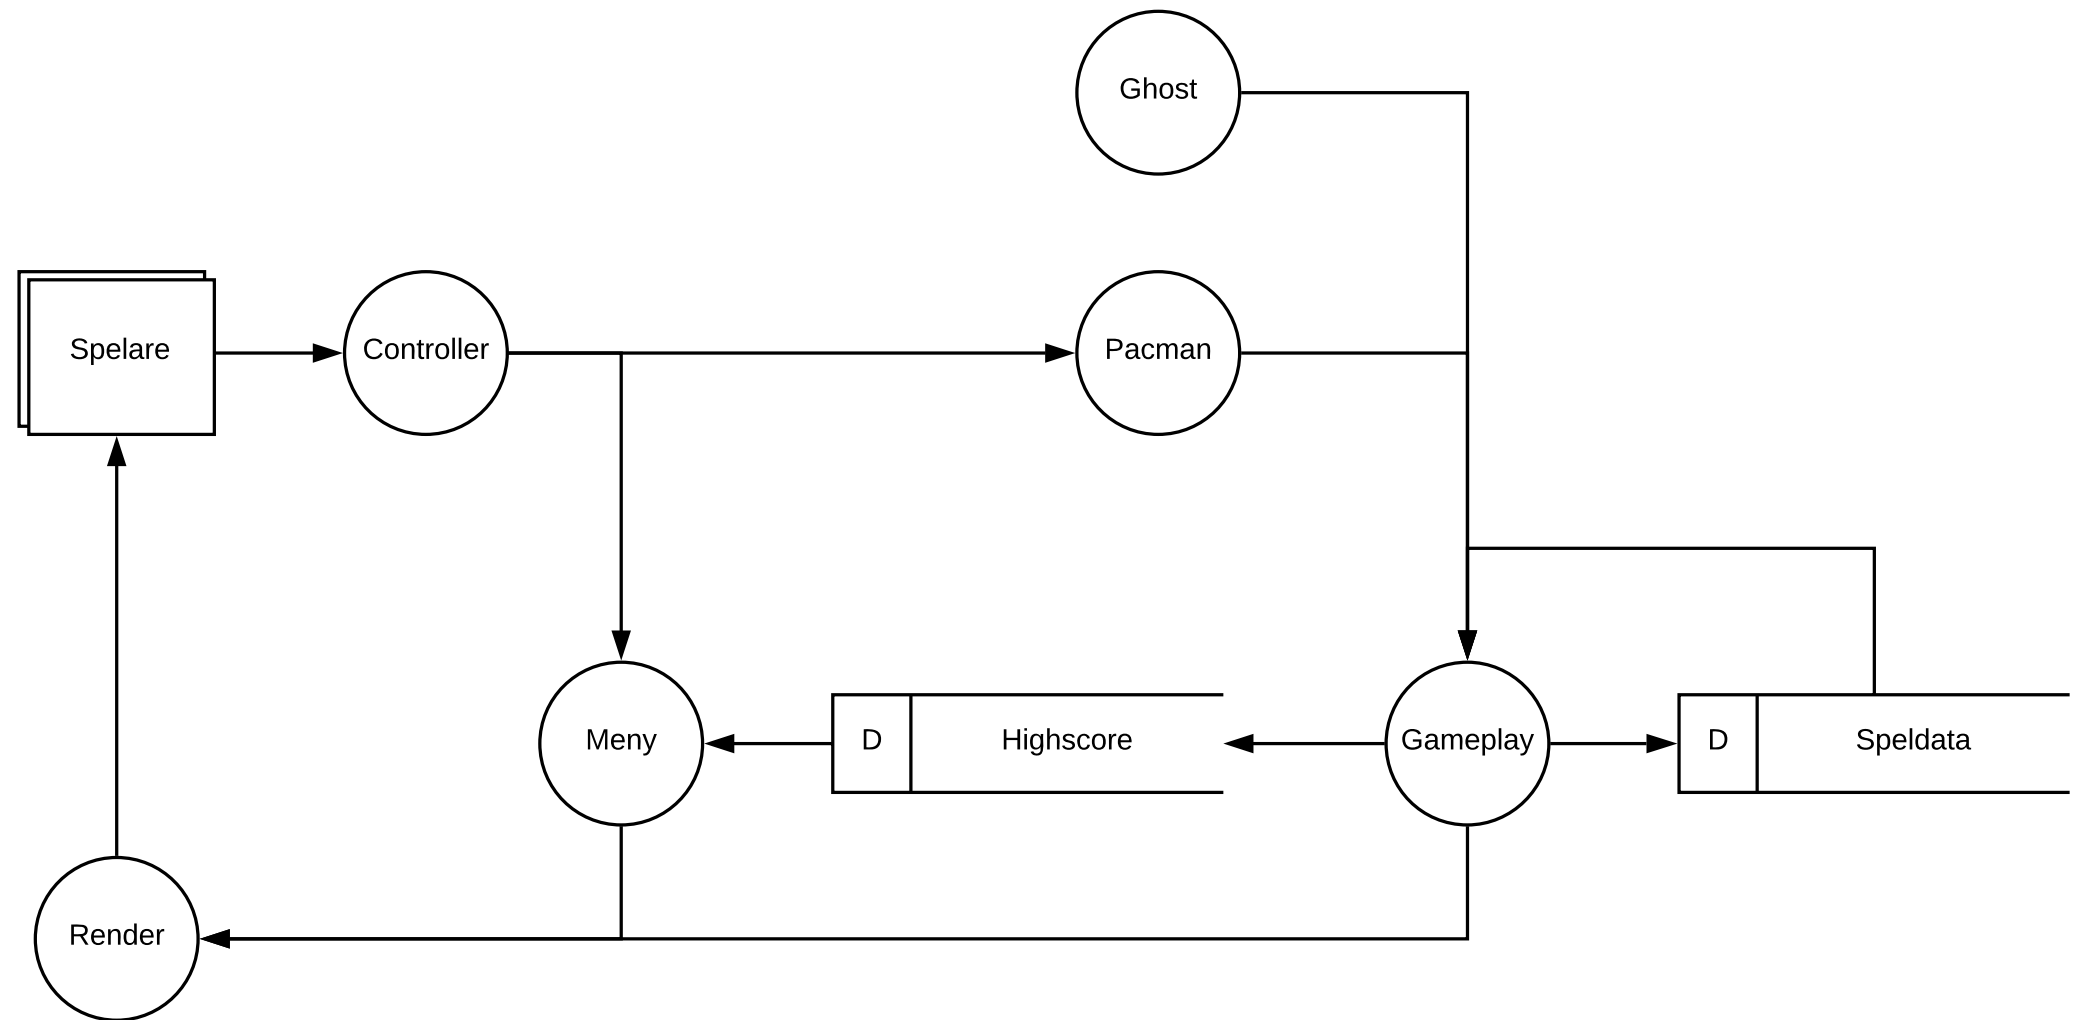 Ghost
Spelare
Controller
Pacman
Meny
D
Highscore
Gameplay
D
Speldata
Render